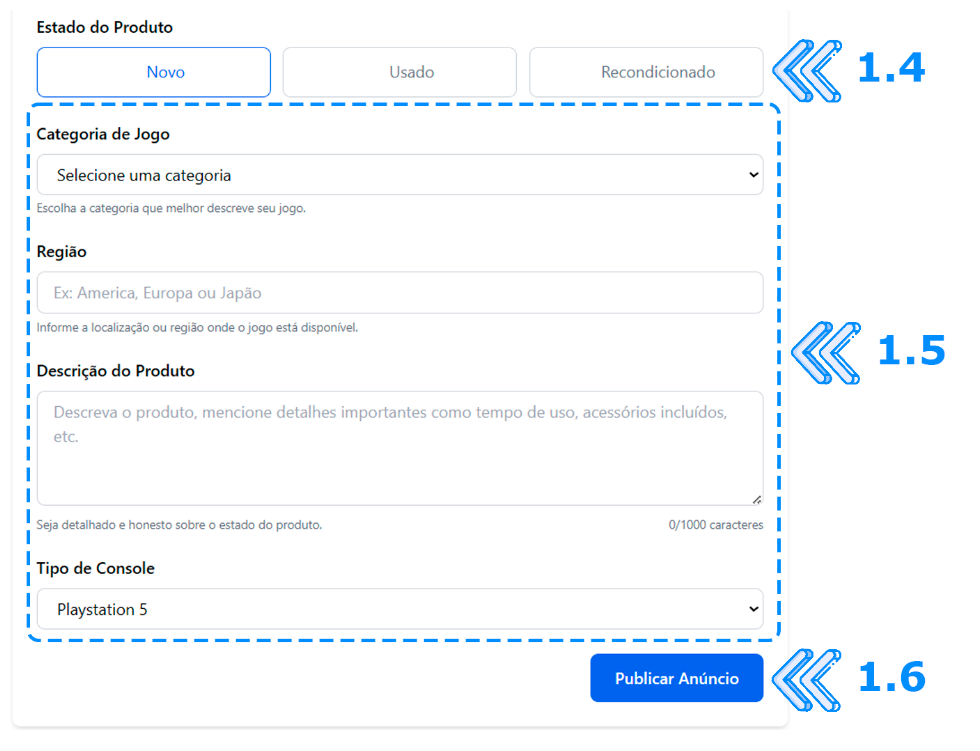 Estado do Produto
Novo Usado Recondicionado 1.4
Categoria de Jogo
Selecione uma categoria
Escolha a categoria que melhor descreve seu jogo.
Região
Ex: America, Europa ou Japão
Informe a localização ou região onde o jogo está disponível.
1.5
Descrição do Produto
Descreva o produto, mencione detalhes importantes como tempo de uso, acessórios incluídos,
etc.
Seja detalhado e honesto sobre o estado do produto. 0/1000 caracteres
Tipo de Console
Playstation 5
Publicar Anúncio 1.6